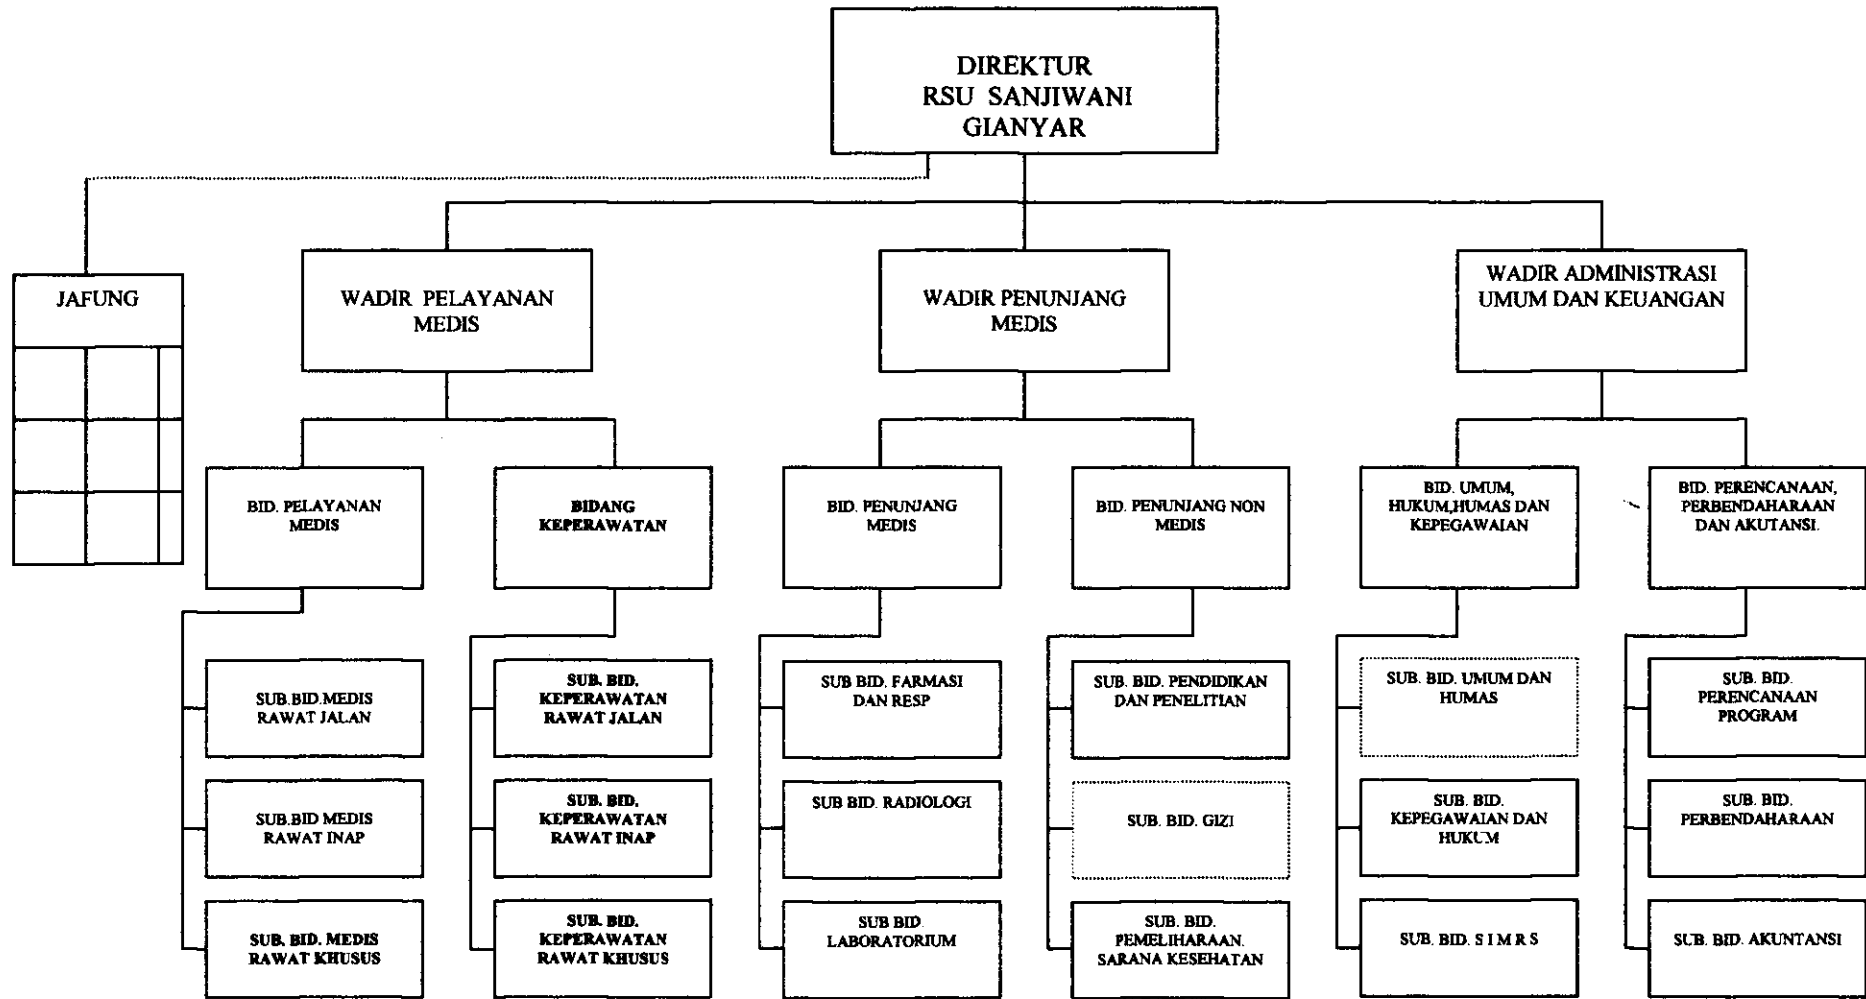 DIREKTUR
RSU SANJIWANI
GIANYAR
JAFUNG
WADIR PELAYANAN
MEDIS
WADIR PENUNJANG
MEDIS
WADIR ADMINISTRASI
UMUM DAN KEUANGAN
BID. PELAYANAN
MEDIS
BIDANG
KEPERAWATAN
BID. PENUNJANG
MEDIS
BID. PENUNJANG NON
MEDIS
BID. UMUM,
HUKUM,HUMAS DAN
KEPEGAWAIAN
BID. PERENCANAAN,
PERBENDAHARAAN
DAN AKUTANSI.
SUB.BID.MEDIS
RAWAT JALAN
SUB. BID.
KEPERAWATAN
RAWAT JALAN
SUB BID. FARMASI
DAN RESP
SUB. BID. PENDIDIKAN
DAN PENELITIAN
SUB. BID. UMUM DAN
HUMAS
SUB. BID.
PERENCANAAN
PROGRAM
SUB.BID MEDIS
RAWAT INAP
SUB. BID.
KEPERAWATAN
RAWAT INAP
SUB BID. RADIOLOGI
SUB. BID. GIZI
SUB. BID.
KEPEGAWAIAN DAN
HUKUM
SUB. BID.
PERBENDAHARAAN
SUB. BID. MEDIS
RAWAT KHUSUS
SUB. BID.
KEPERAWATAN
RAWAT KHUSUS
SUB BID
LABORATORIUM
SUB. BID.
PEMELIHARAAN.
SARANA KESEHATAN
SUB. BID. S I M R S
SUB. BID. AKUNTANSI